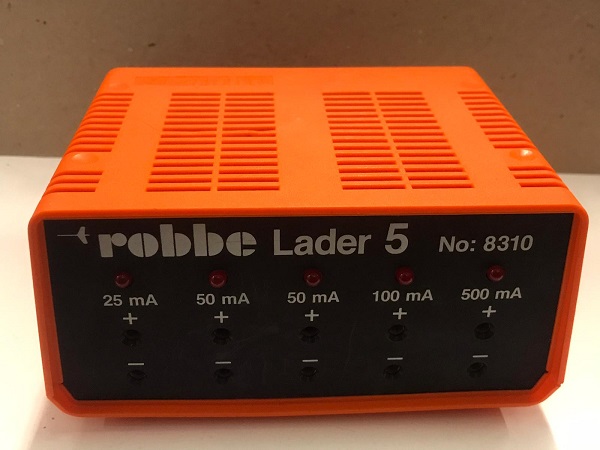 robbe Lader 5 No: 8310
25 mA 50 mA 50 mA 100 mA 500 mA
+ + + + +
− − − − −